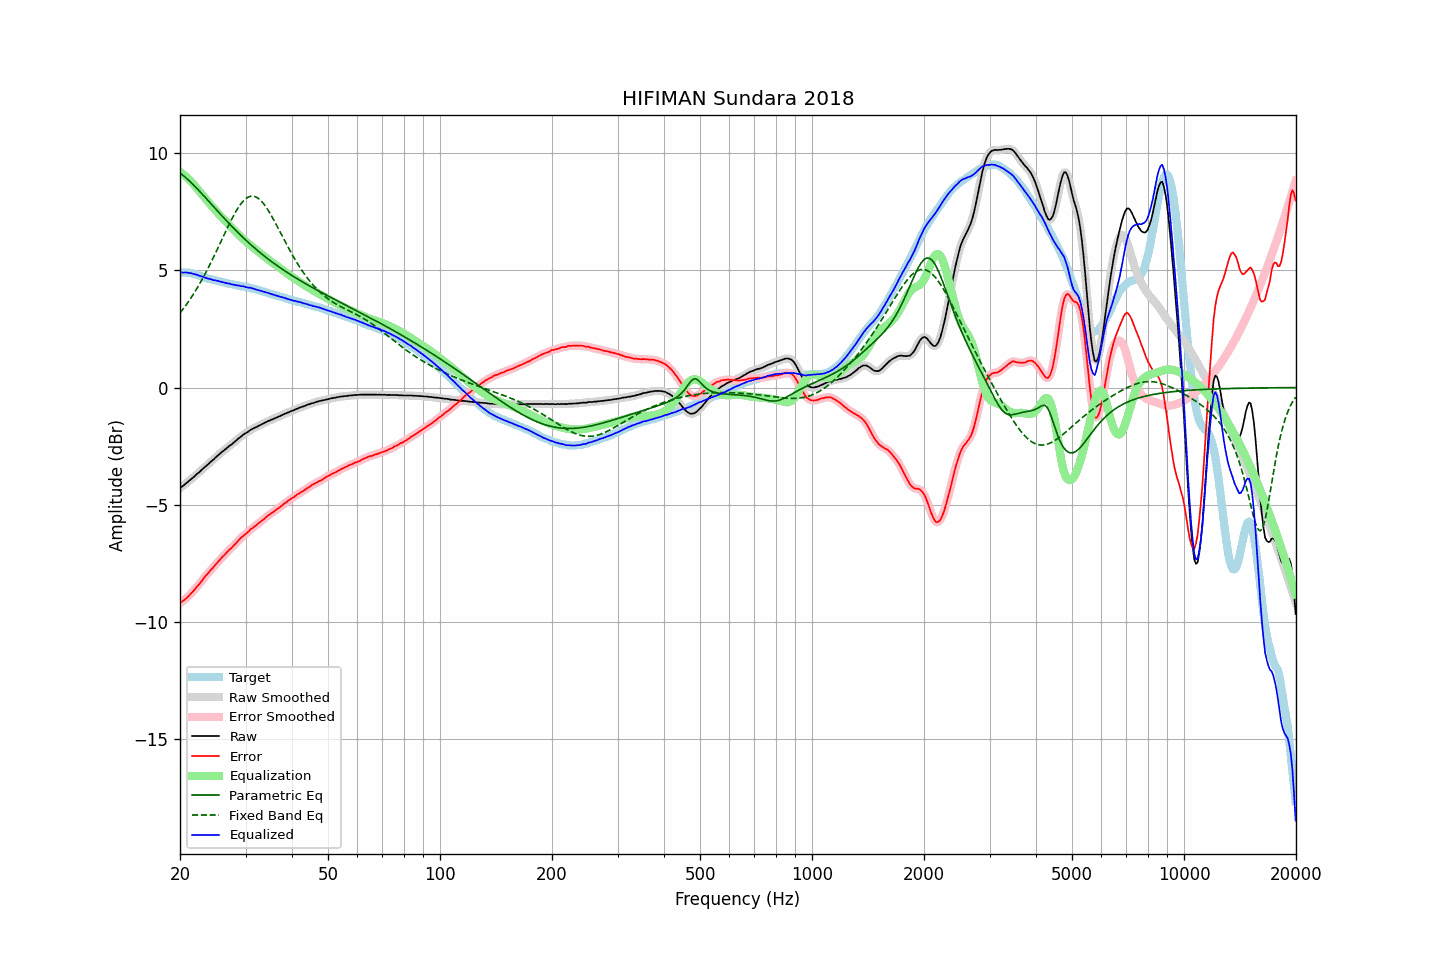 HIFIMAN Sundara 2018
Amplitude (dBr)
10
5
0
−5
−10
−15
Target
Raw Smoothed
Error Smoothed
Raw
Error
Equalization
Parametric Eq
Fixed Band Eq
Equalized
20 50 100 200 500 1000 2000 5000 10000 20000
Frequency (Hz)